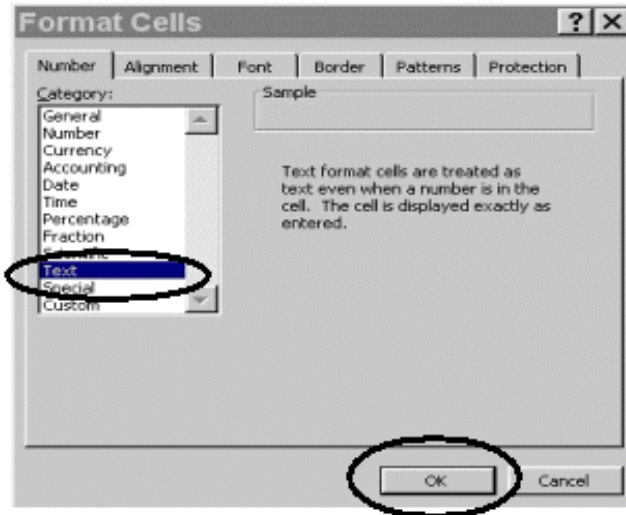 Format Cells
? ×
Number Alignment Font Border Patterns Protection
Category:
General
Number
Currency
Accounting
Date
Time
Percentage
Fraction
Scientific
Text
Special
Custom
Sample
Text format cells are treated as
text even when a number is in the
cell. The cell is displayed exactly as
entered.
OK Cancel